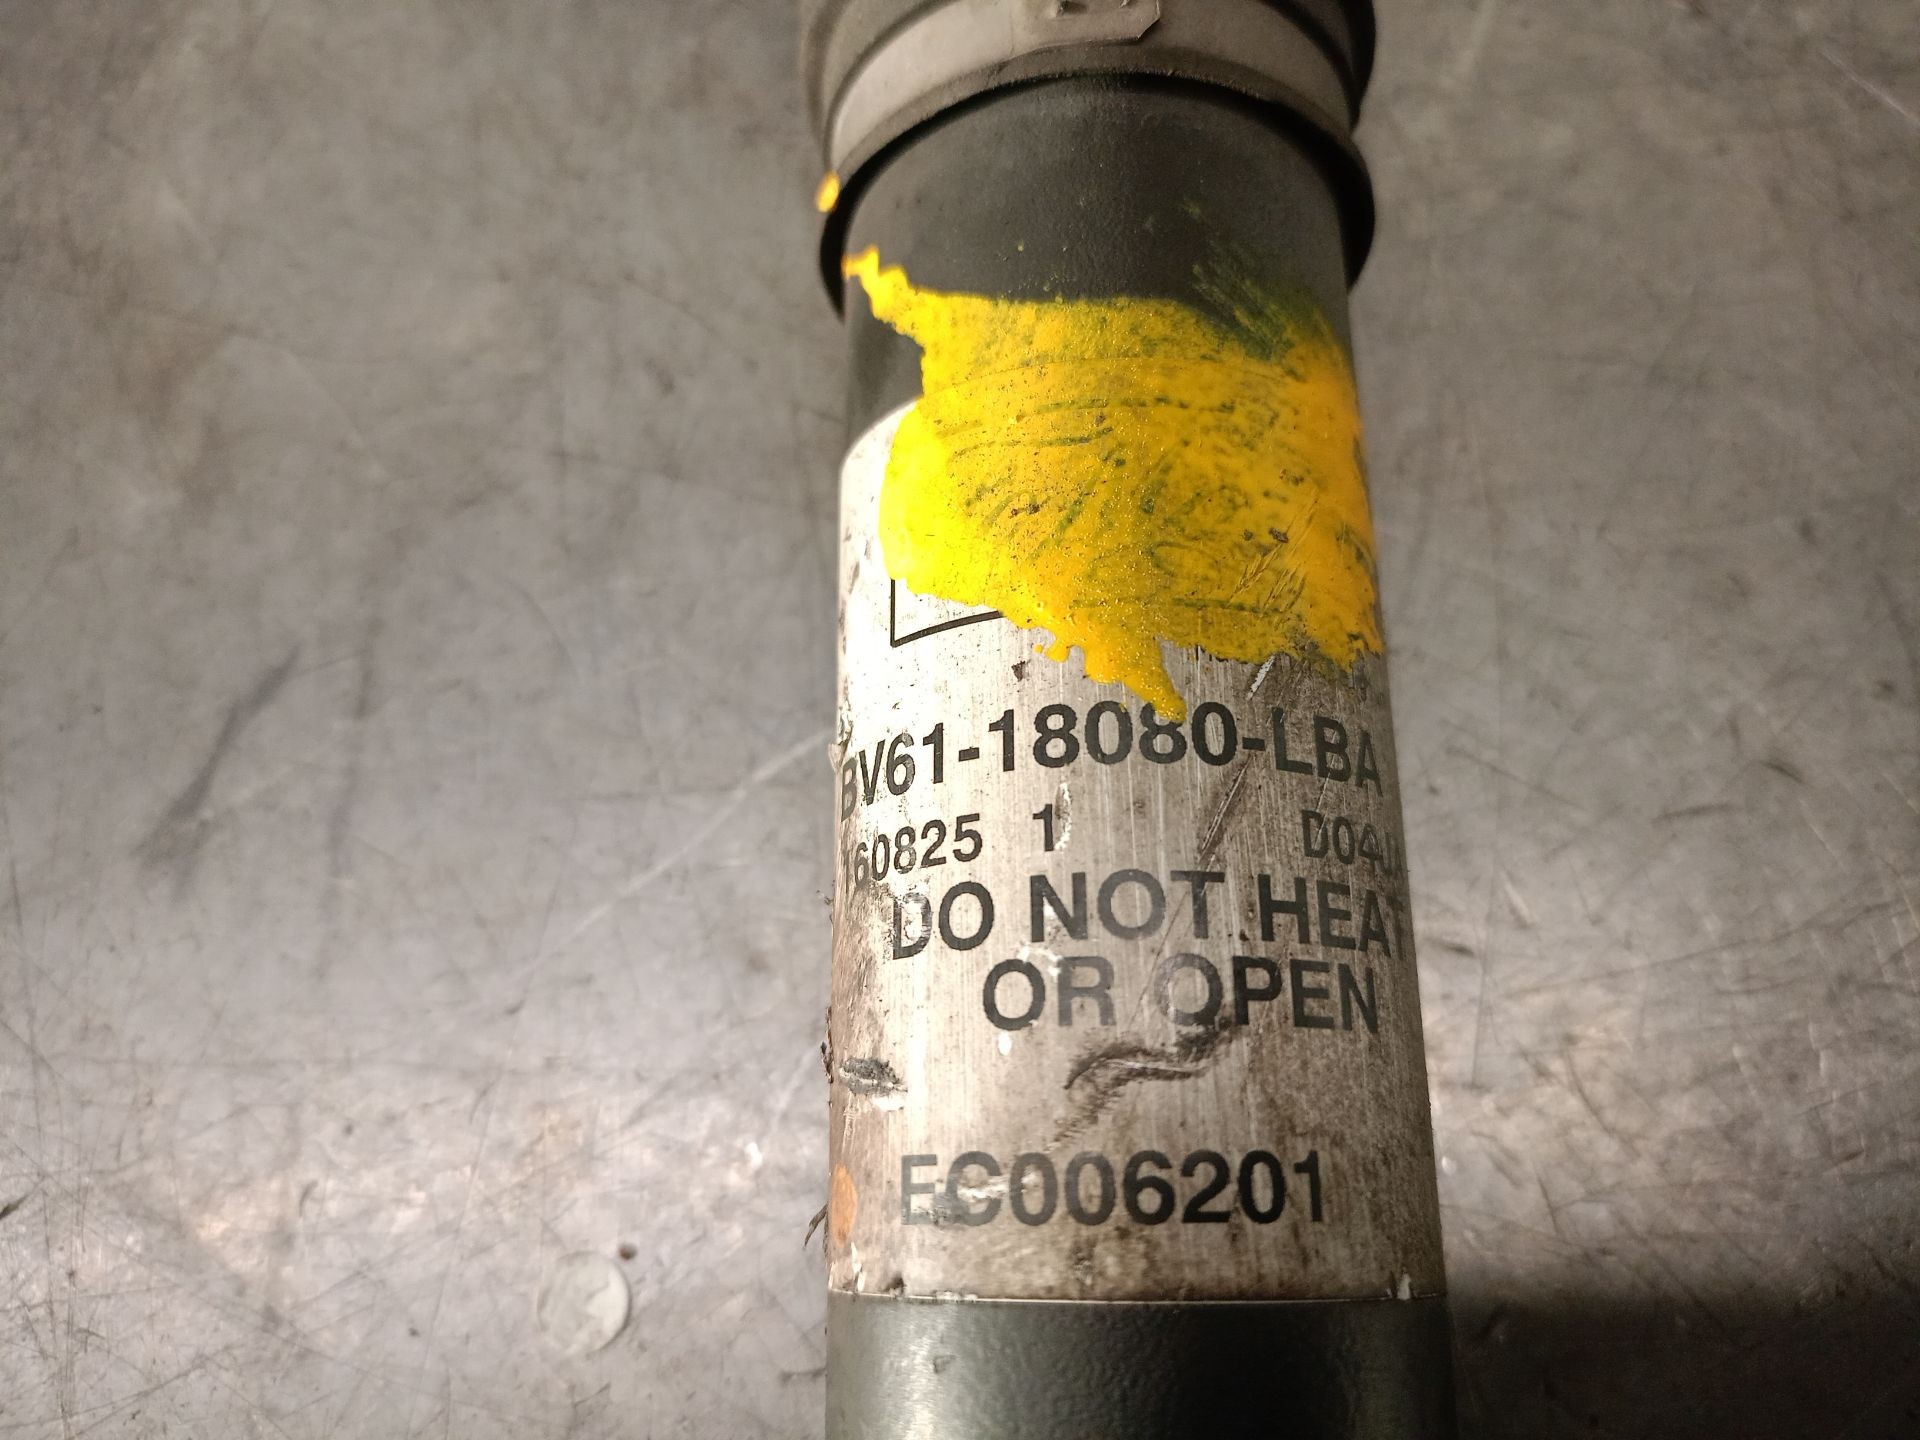 BV61-18080-LBA
160825 1
DO NOT HEAT
OR OPEN
EC006201